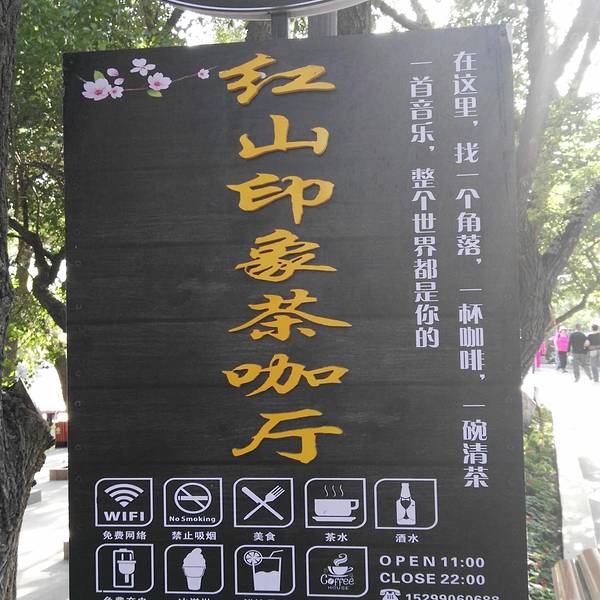 红山印象茶咖厅
在这里，找一个角落，一杯咖啡，一碗清茶
一首音乐，整个世界都是你的
WIFI
免费网络
No Smoking
禁止吸烟
美食
茶水
酒水
COFFEE
HOUSE
OPEN 11:00
CLOSE 22:00
15299060688